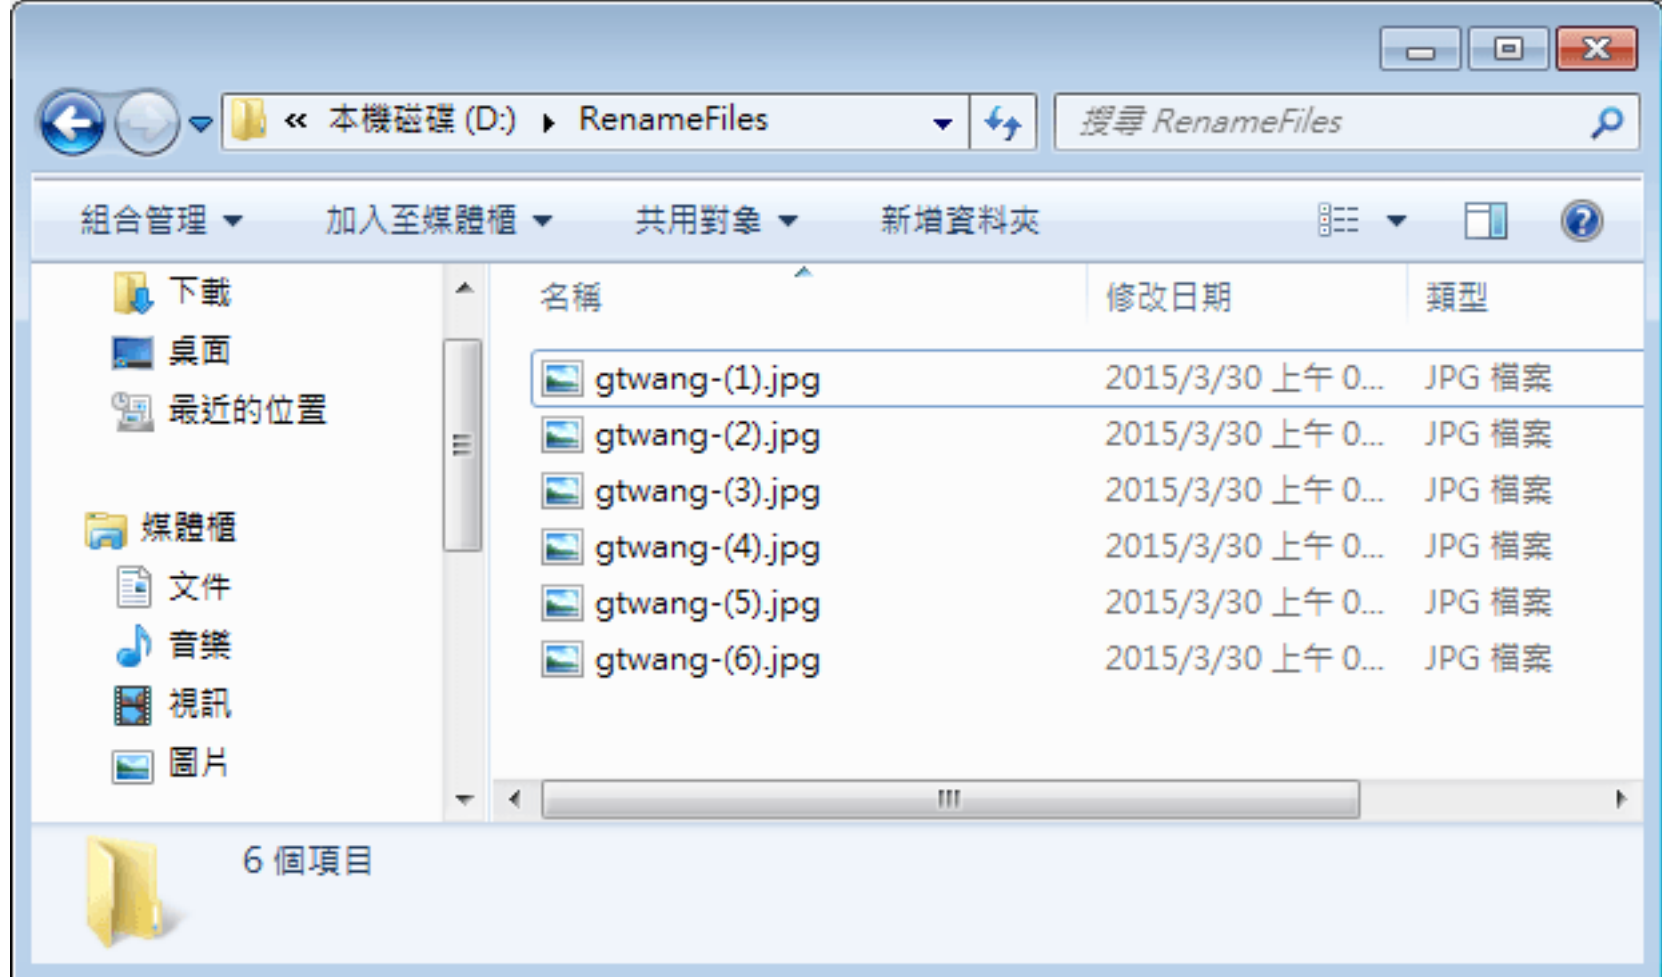 « 本機磁碟 (D:) ▸ RenameFiles 搜尋 RenameFiles
組合管理 加入至媒體櫃 共用對象 新增資料夾
下載
桌面
最近的位置
媒體櫃
文件
音樂
視訊
圖片
名稱 修改日期 類型
gtwang-(1).jpg 2015/3/30 上午 0... JPG 檔案
gtwang-(2).jpg 2015/3/30 上午 0... JPG 檔案
gtwang-(3).jpg 2015/3/30 上午 0... JPG 檔案
gtwang-(4).jpg 2015/3/30 上午 0... JPG 檔案
gtwang-(5).jpg 2015/3/30 上午 0... JPG 檔案
gtwang-(6).jpg 2015/3/30 上午 0... JPG 檔案
6 個項目